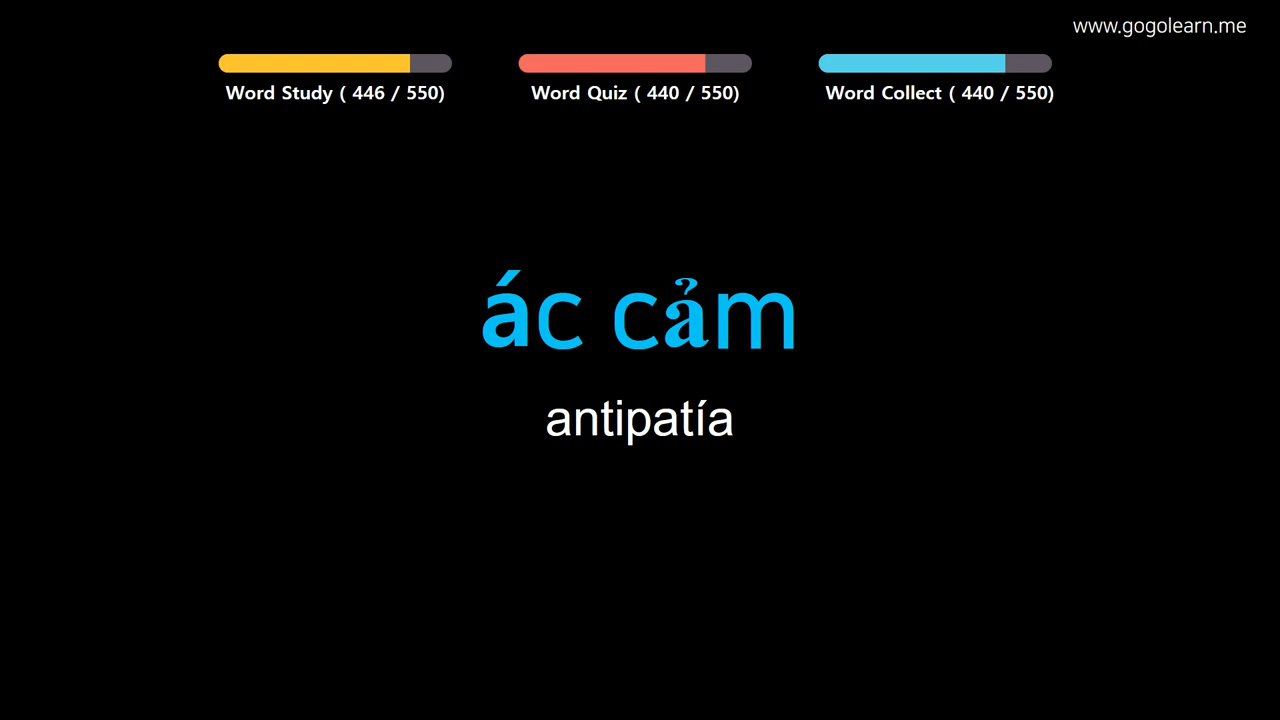 www.gogolearn.me
Word Study ( 446 / 550)
Word Quiz ( 440 / 550)
Word Collect ( 440 / 550)
ác cảm
antipatía